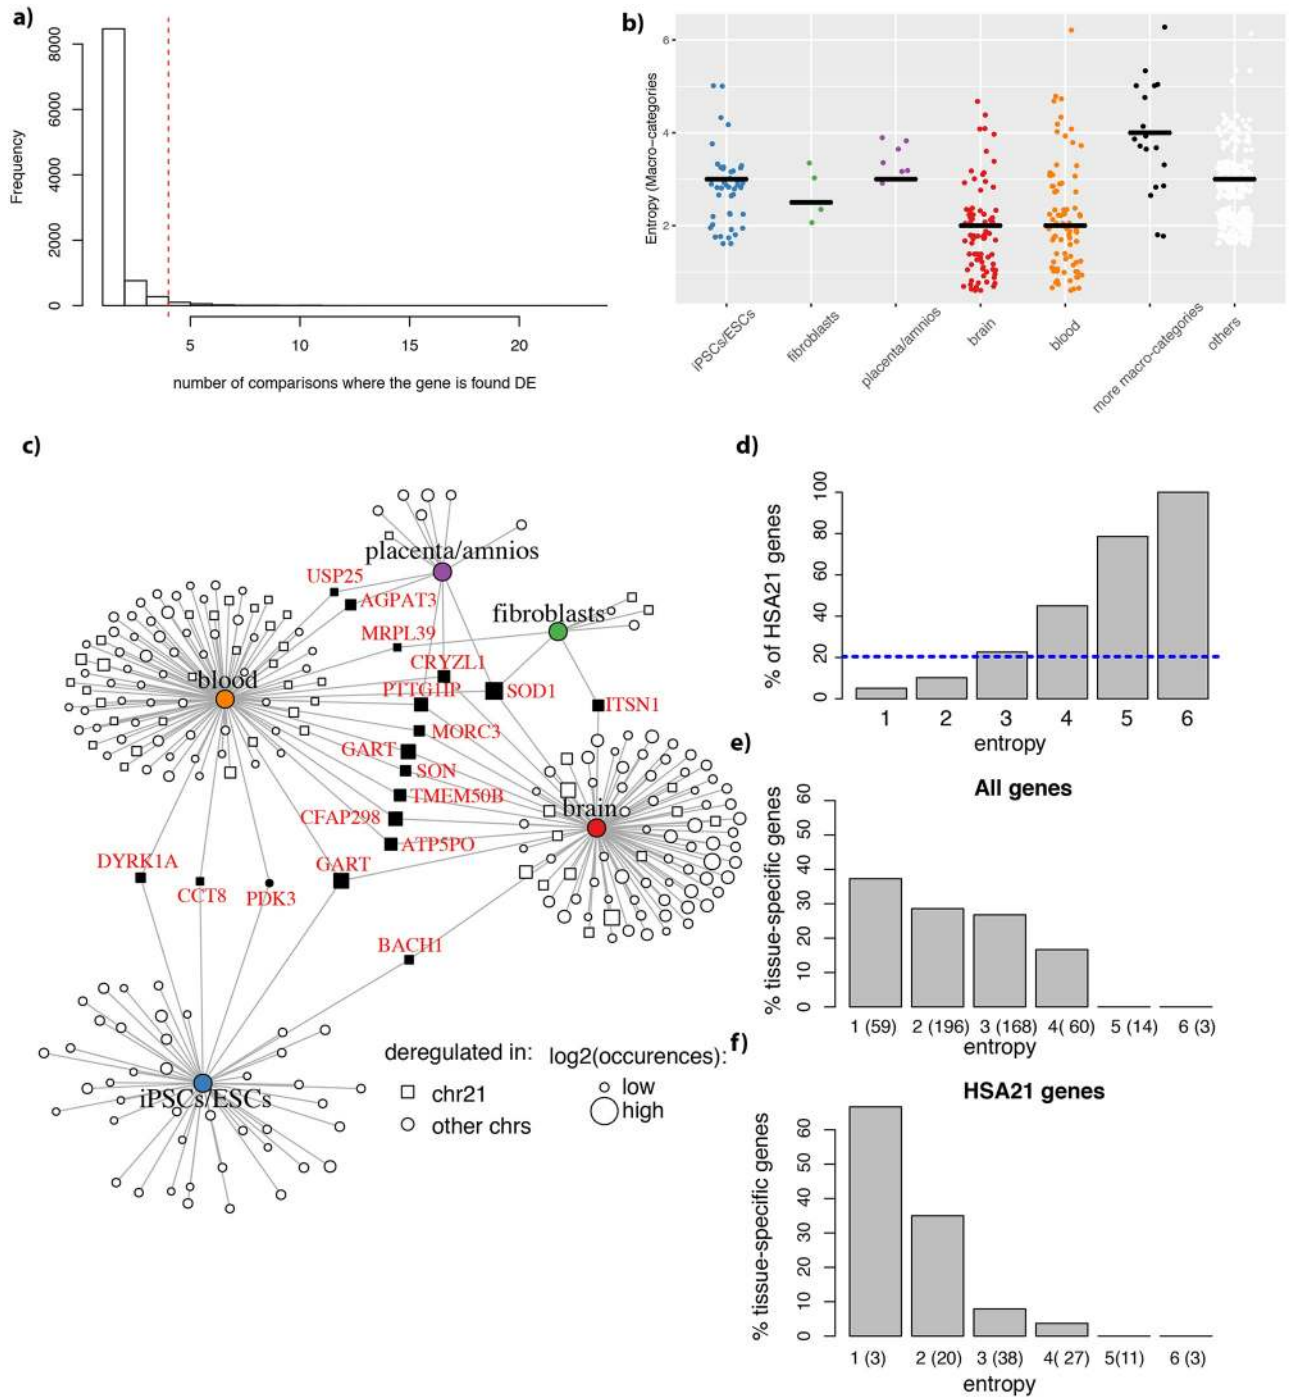 a)
Frequency
0
2000
4000
6000
8000
5
10
15
20
number of comparisons where the gene is found DE
b)
Entropy (Macro−categories
6
4
2
iPSCs/ESCs
fibroblasts
placenta/amnios
brain
blood
more macro-categories
others
c)
placenta/amnios
USP25
AGPAT3
fibroblasts
MRPL39
CRYZL1
blood
PTTG1IP
SOD1
ITSN1
MORC3
GART
SON
TMEM50B
brain
CFAP298
ATP5PO
DYRK1A
GART
CCT8
PDK3
BACH1
iPSCs/ESCs
deregulated in:
chr21
other chrs
log2(occurences):
low
high
d)
% of HSA21 genes
0
20
40
60
80
100
1
2
3
4
5
6
entropy
e)
All genes
% tissue-specific genes
0
10
20
30
40
50
60
1 (59)
2 (196)
3 (168)
4( 60)
5 (14)
6 (3)
entropy
f)
HSA21 genes
% tissue-specific genes
0
10
20
30
40
50
60
1 (3)
2 (20)
3 (38)
4( 27)
5(11)
6 (3)
entropy